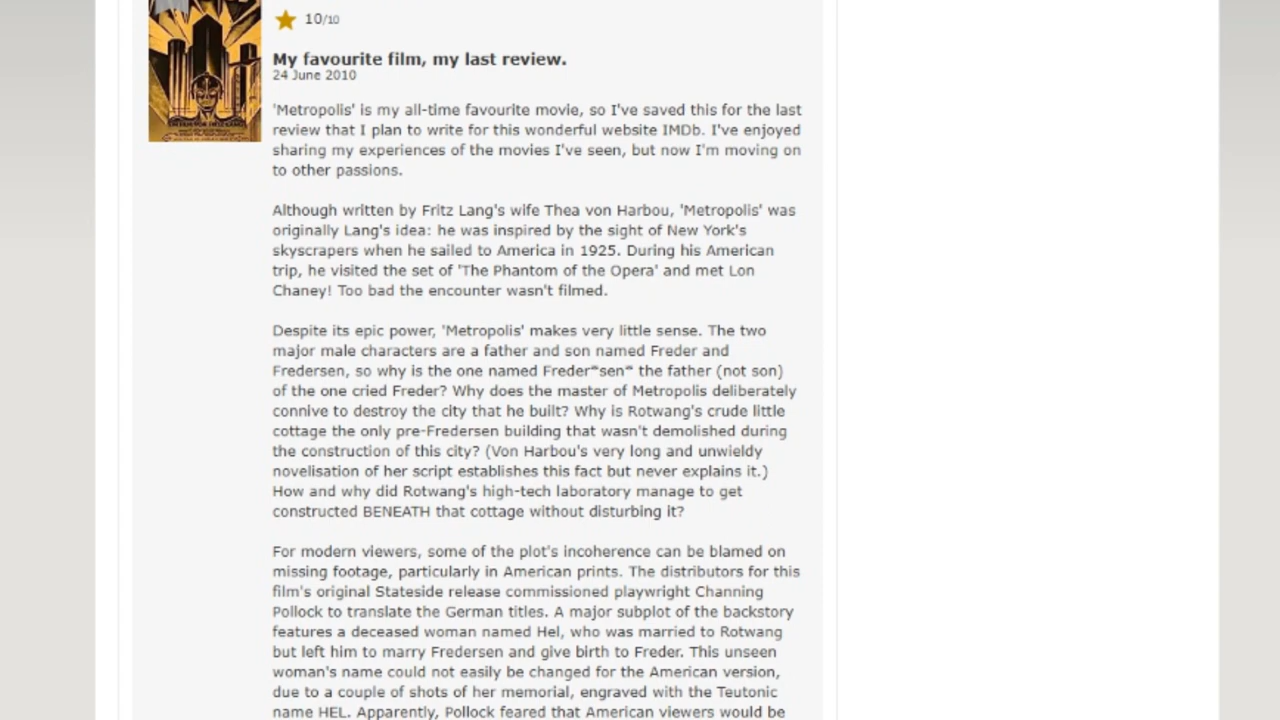 10/10
My favourite film, my last review.
24 June 2010
'Metropolis' is my all-time favourite movie, so I've saved this for the last
review that I plan to write for this wonderful website IMDb. I've enjoyed
sharing my experiences of the movies I've seen, but now I'm moving on
to other passions.
Although written by Fritz Lang's wife Thea von Harbou, 'Metropolis' was
originally Lang's idea: he was inspired by the sight of New York's
skyscrapers when he sailed to America in 1925. During his American
trip, he visited the set of 'The Phantom of the Opera' and met Lon
Chaney! Too bad the encounter wasn't filmed.
Despite its epic power, 'Metropolis' makes very little sense. The two
major male characters are a father and son named Freder and
Fredersen, so why is the one named Freder*sen* the father (not son)
of the one cried Freder? Why does the master of Metropolis deliberately
connive to destroy the city that he built? Why is Rotwang's crude little
cottage the only pre-Fredersen building that wasn't demolished during
the construction of this city? (Von Harbou's very long and unwieldy
novelisation of her script establishes this fact but never explains it.)
How and why did Rotwang's high-tech laboratory manage to get
constructed BENEATH that cottage without disturbing it?
For modern viewers, some of the plot's incoherence can be blamed on
missing footage, particularly in American prints. The distributors for this
film's original Stateside release commissioned playwright Channing
Pollock to translate the German titles. A major subplot of the backstory
features a deceased woman named Hel, who was married to Rotwang
but left him to marry Fredersen and give birth to Freder. This unseen
woman's name could not easily be changed for the American version,
due to a couple of shots of her memorial, engraved with the Teutonic
name HEL. Apparently, Pollock feared that American viewers would be